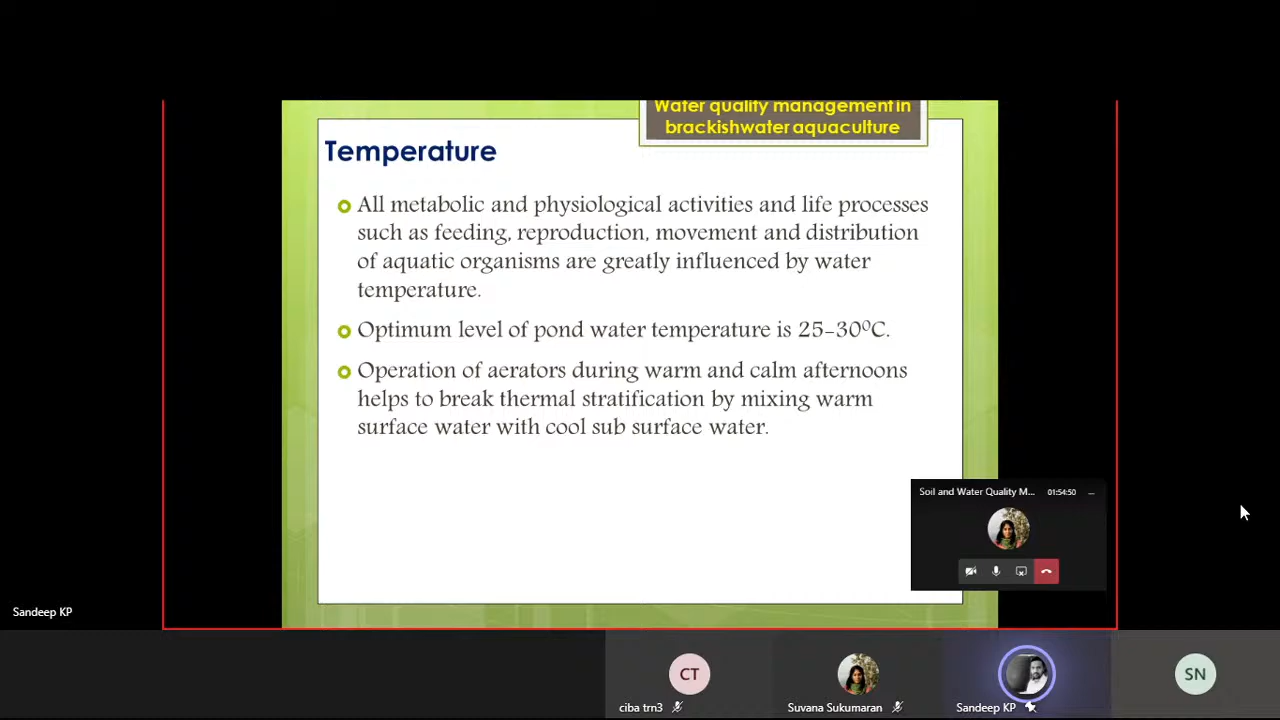 Water quality management in
brackishwater aquaculture
Temperature
All metabolic and physiological activities and life processes
such as feeding, reproduction, movement and distribution
of aquatic organisms are greatly influenced by water
temperature.
Optimum level of pond water temperature is 25-30⁰C.
Operation of aerators during warm and calm afternoons
helps to break thermal stratification by mixing warm
surface water with cool sub surface water.
Soil and Water Quality M... 01:54:50
Sandeep KP
CT
SN
ciba trn3
Suvana Sukumaran
Sandeep KP